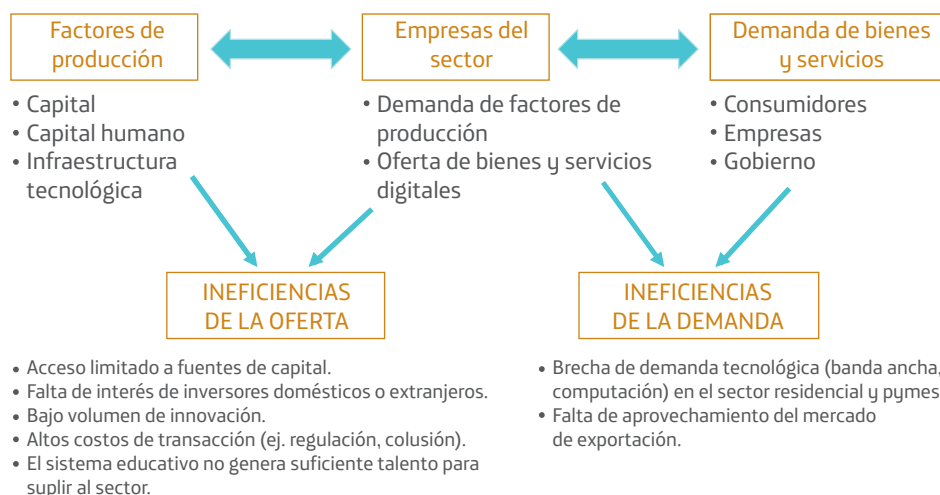 Factores de
producción
Empresas del
sector
Demanda de bienes
y servicios
• Capital
• Capital humano
• Infraestructura
tecnológica
• Demanda de factores de
producción
• Oferta de bienes y servicios
digitales
• Consumidores
• Empresas
• Gobierno
INEFICIENCIAS
DE LA OFERTA
INEFICIENCIAS
DE LA DEMANDA
• Acceso limitado a fuentes de capital.
• Falta de interés de inversores domésticos o extranjeros.
• Bajo volumen de innovación.
• Altos costos de transacción (ej. regulación, colusión).
• El sistema educativo no genera suficiente talento para
suplir al sector.
• Brecha de demanda tecnológica (banda ancha,
computación) en el sector residencial y pymes
• Falta de aprovechamiento del mercado
de exportación.